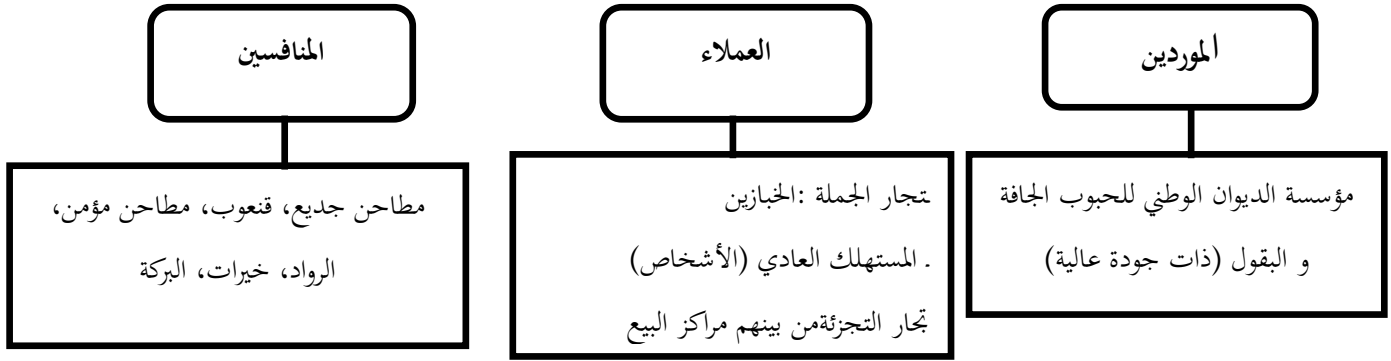 الموردين
مؤسسة الديوان الوطني للحبوب الجافة
و البقول (ذات جودة عالية)
العملاء
.تجار الجملة :الخبازين
. المستهلك العادي (الأشخاص)
تجار التجزئةمن بينهم مراكز البيع
المنافسين
مطاحن جديع، قنعوب، مطاحن مؤمن،
الرواد، خيرات، البركة